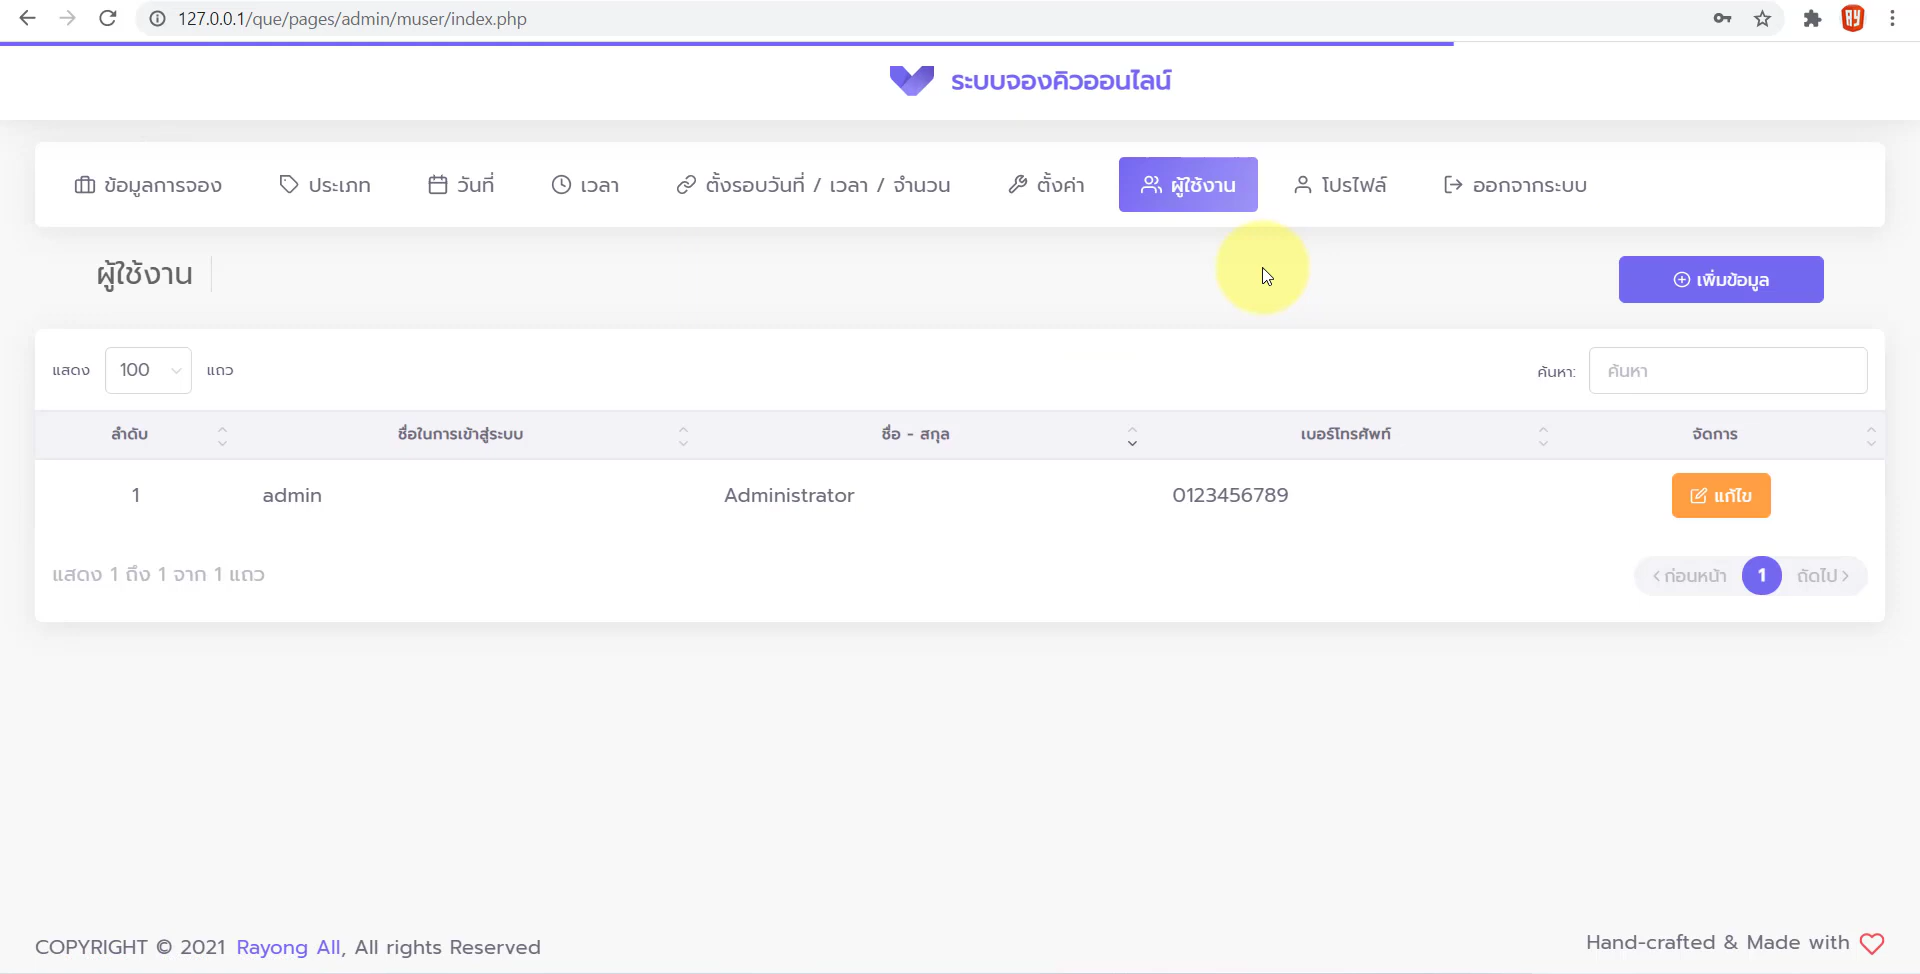 127.0.0.1/que/pages/admin/muser/index.php
ระบบจองคิวออนไลน์
ข้อมูลการจอง ประเภท วันที่ เวลา ตั้งรอบวันที่ / เวลา / จำนวน ตั้งค่า ผู้ใช้งาน โปรไฟล์ ออกจากระบบ
ผู้ใช้งาน เพิ่มข้อมูล
แสดง 100 แถว ค้นหา: ค้นหา
ลำดับ ชื่อในการเข้าสู่ระบบ ชื่อ - สกุล เบอร์โทรศัพท์ จัดการ
1 admin Administrator 0123456789 แก้ไข
แสดง 1 ถึง 1 จาก 1 แถว ก่อนหน้า 1 ถัดไป
COPYRIGHT © 2021 Rayong All, All rights Reserved Hand-crafted & Made with